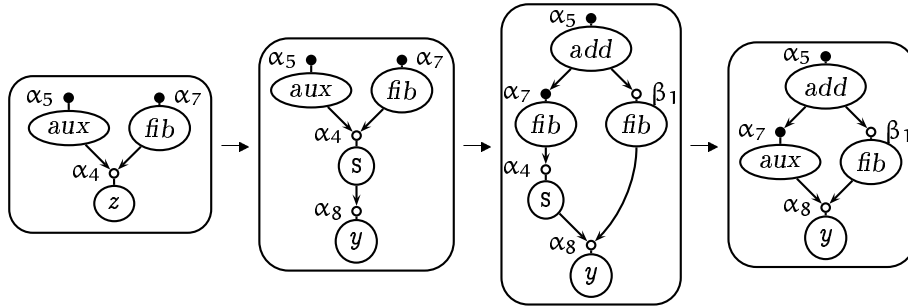 α₅ α₇
aux fib
α₄
z
α₅ α₇
aux fib
α₄
s
α₈
y
α₅
add
α₇ β₁
fib fib
α₄
s
α₈
y
α₅
add
α₇ β₁
aux fib
α₈
y